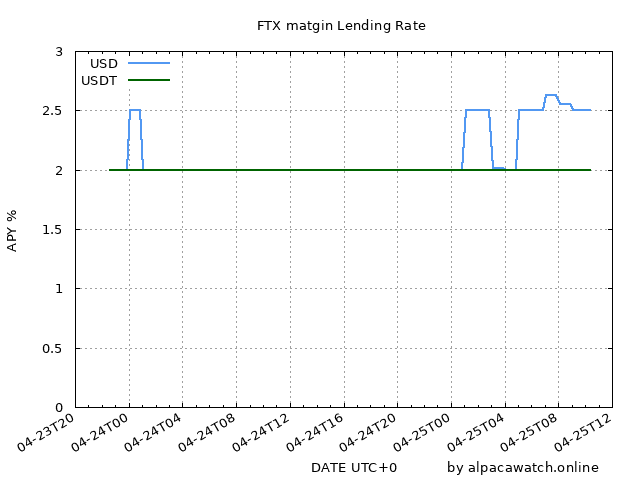 FTX matgin Lending Rate
USD
USDT
3
2.5
2
1.5
1
0.5
0
APY %
04-23T20
04-24T00
04-24T04
04-24T08
04-24T12
04-24T16
04-24T20
04-25T00
04-25T04
04-25T08
04-25T12
DATE UTC+0
by alpacawatch.online